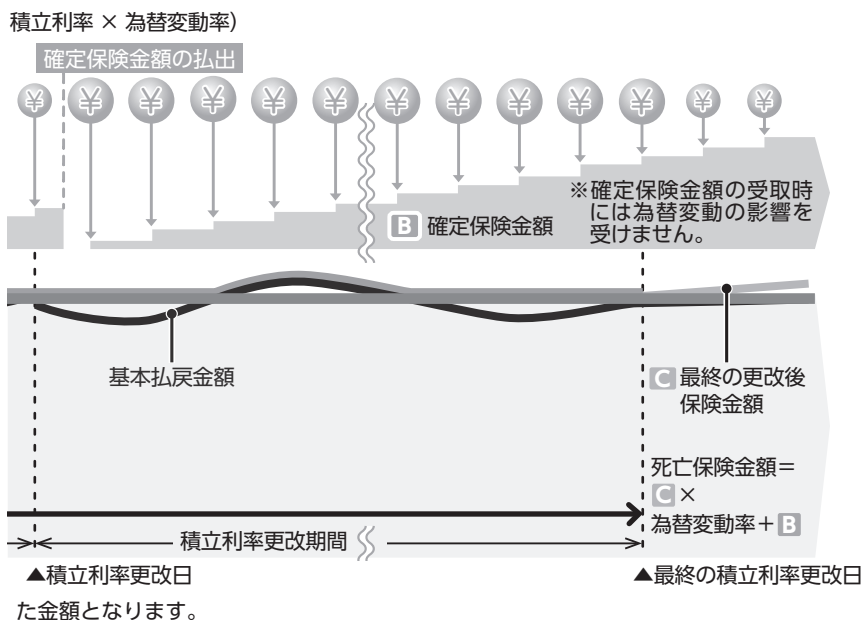 積立利率 × 為替変動率)
確定保険金額の払出
¥ ¥ ¥ ¥ ¥ ¥ ¥ ¥ ¥ ¥ ¥ ¥ ¥
※確定保険金額の受取時
には為替変動の影響を
受けません。
B 確定保険金額
基本払戻金額
C 最終の更改後
保険金額
死亡保険金額＝
C ×
為替変動率＋B
積立利率更改期間
▲積立利率更改日
▲最終の積立利率更改日
た金額となります。